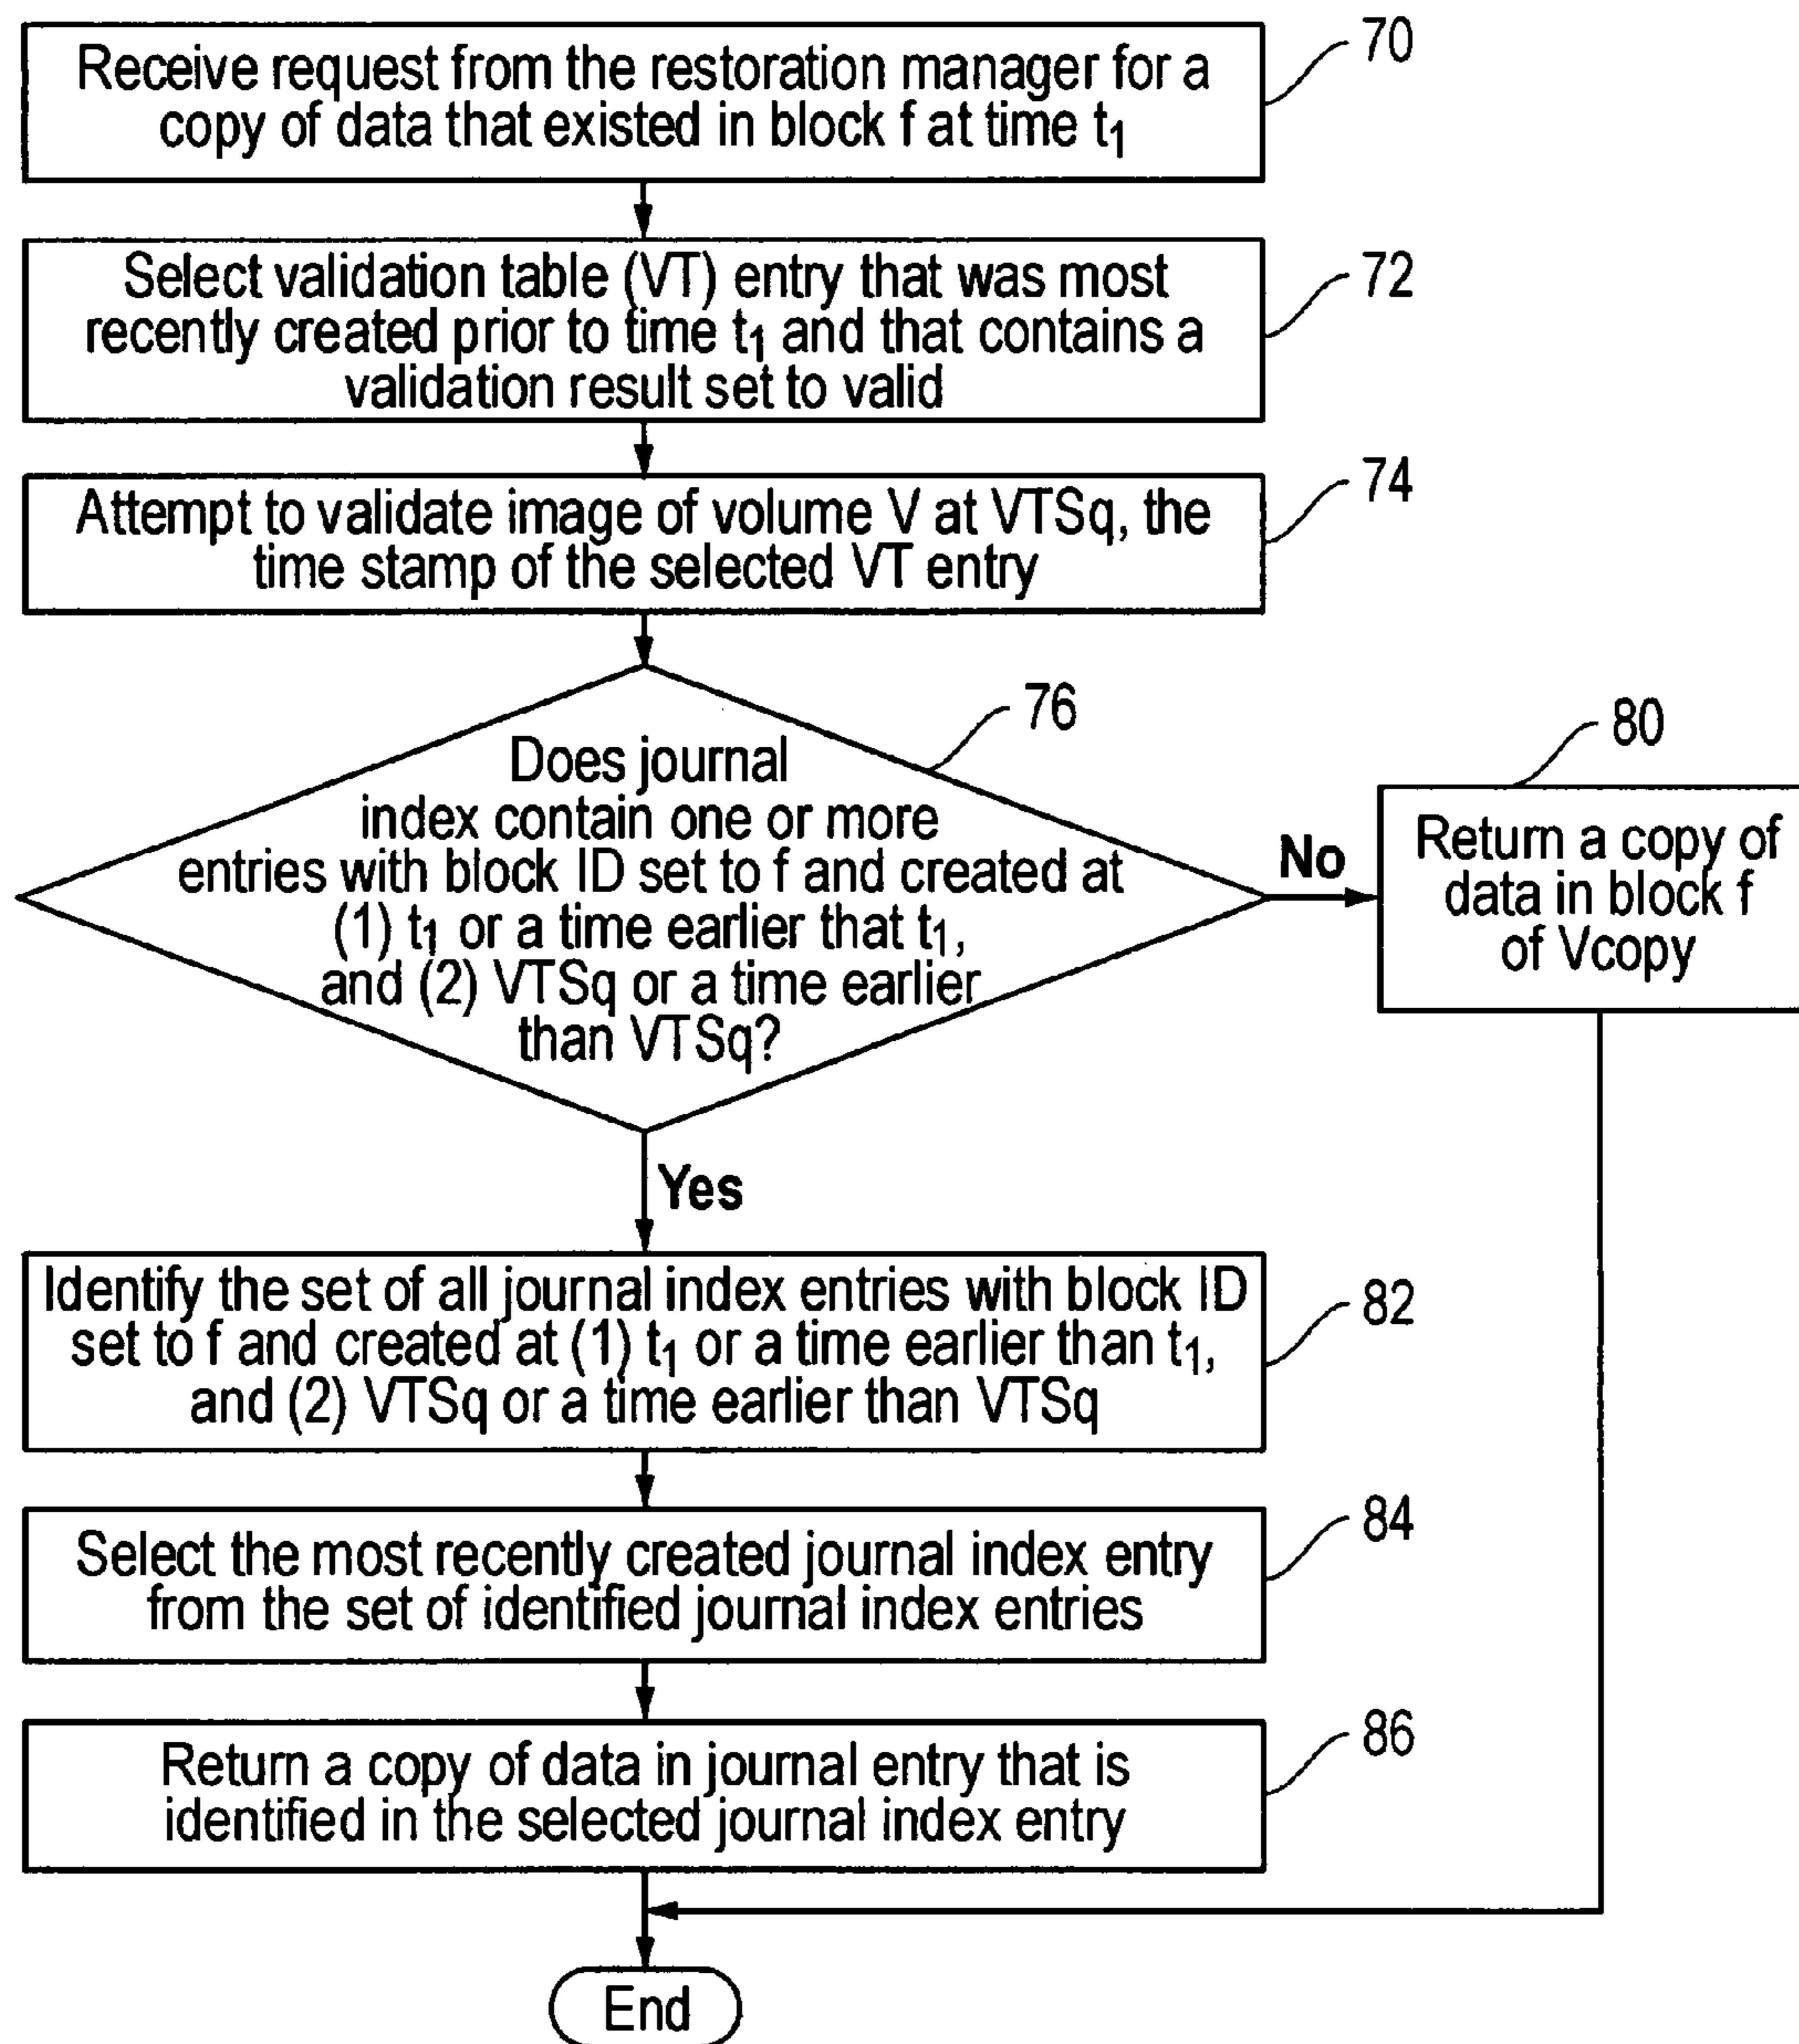 70
Receive request from the restoration manager for a
copy of data that existed in block f at time t₁
72
Select validation table (VT) entry that was most
recently created prior to time t₁ and that contains a
validation result set to valid
74
Attempt to validate image of volume V at VTSq, the
time stamp of the selected VT entry
76
Does journal
index contain one or more
entries with block ID set to f and created at
(1) t₁ or a time earlier that t₁,
and (2) VTSq or a time earlier
than VTSq?
No
80
Return a copy of
data in block f
of Vcopy
Yes
82
Identify the set of all journal index entries with block ID
set to f and created at (1) t₁ or a time earlier than t₁,
and (2) VTSq or a time earlier than VTSq
84
Select the most recently created journal index entry
from the set of identified journal index entries
86
Return a copy of data in journal entry that is
identified in the selected journal index entry
End